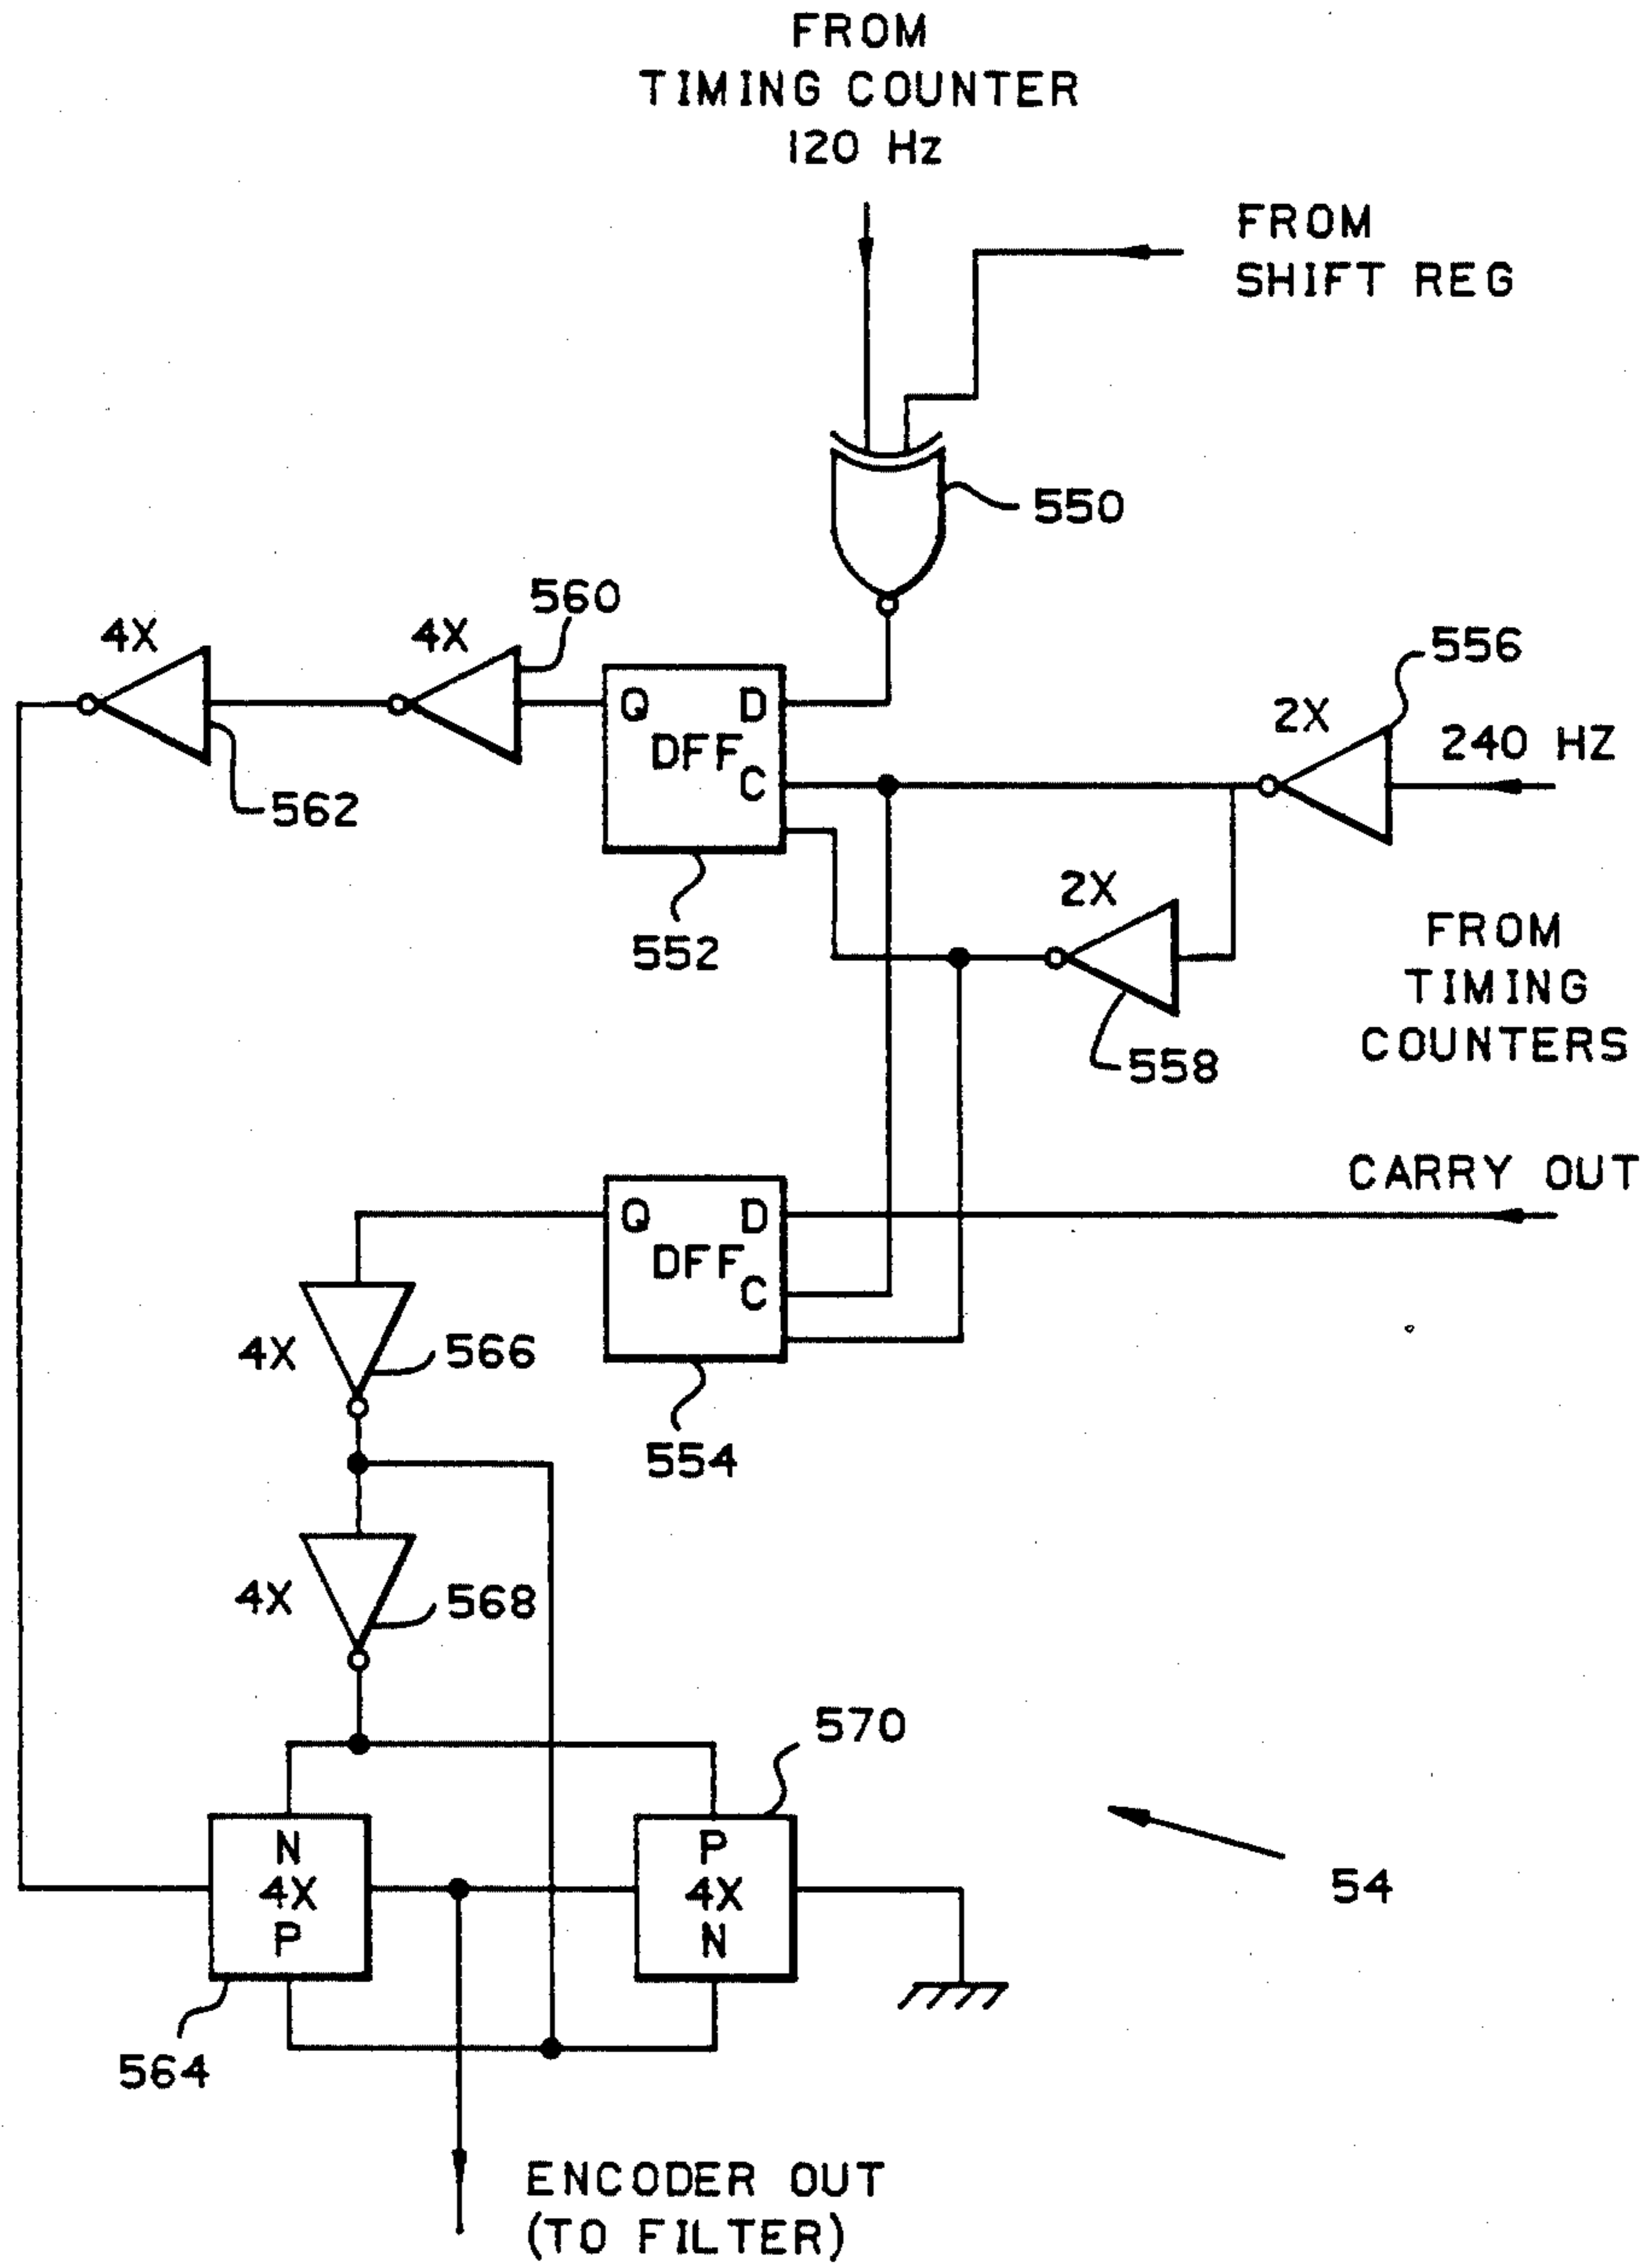 FROM
TIMING COUNTER
120 Hz
FROM
SHIFT REG
550
560
4X
4X
556
2X
240 HZ
Q D
DFF
C
562
2X
552
FROM
TIMING
COUNTERS
558
CARRY OUT
Q D
DFF
C
4X
566
554
4X
568
570
N
4X
P
P
4X
N
54
564
ENCODER OUT
(TO FILTER)